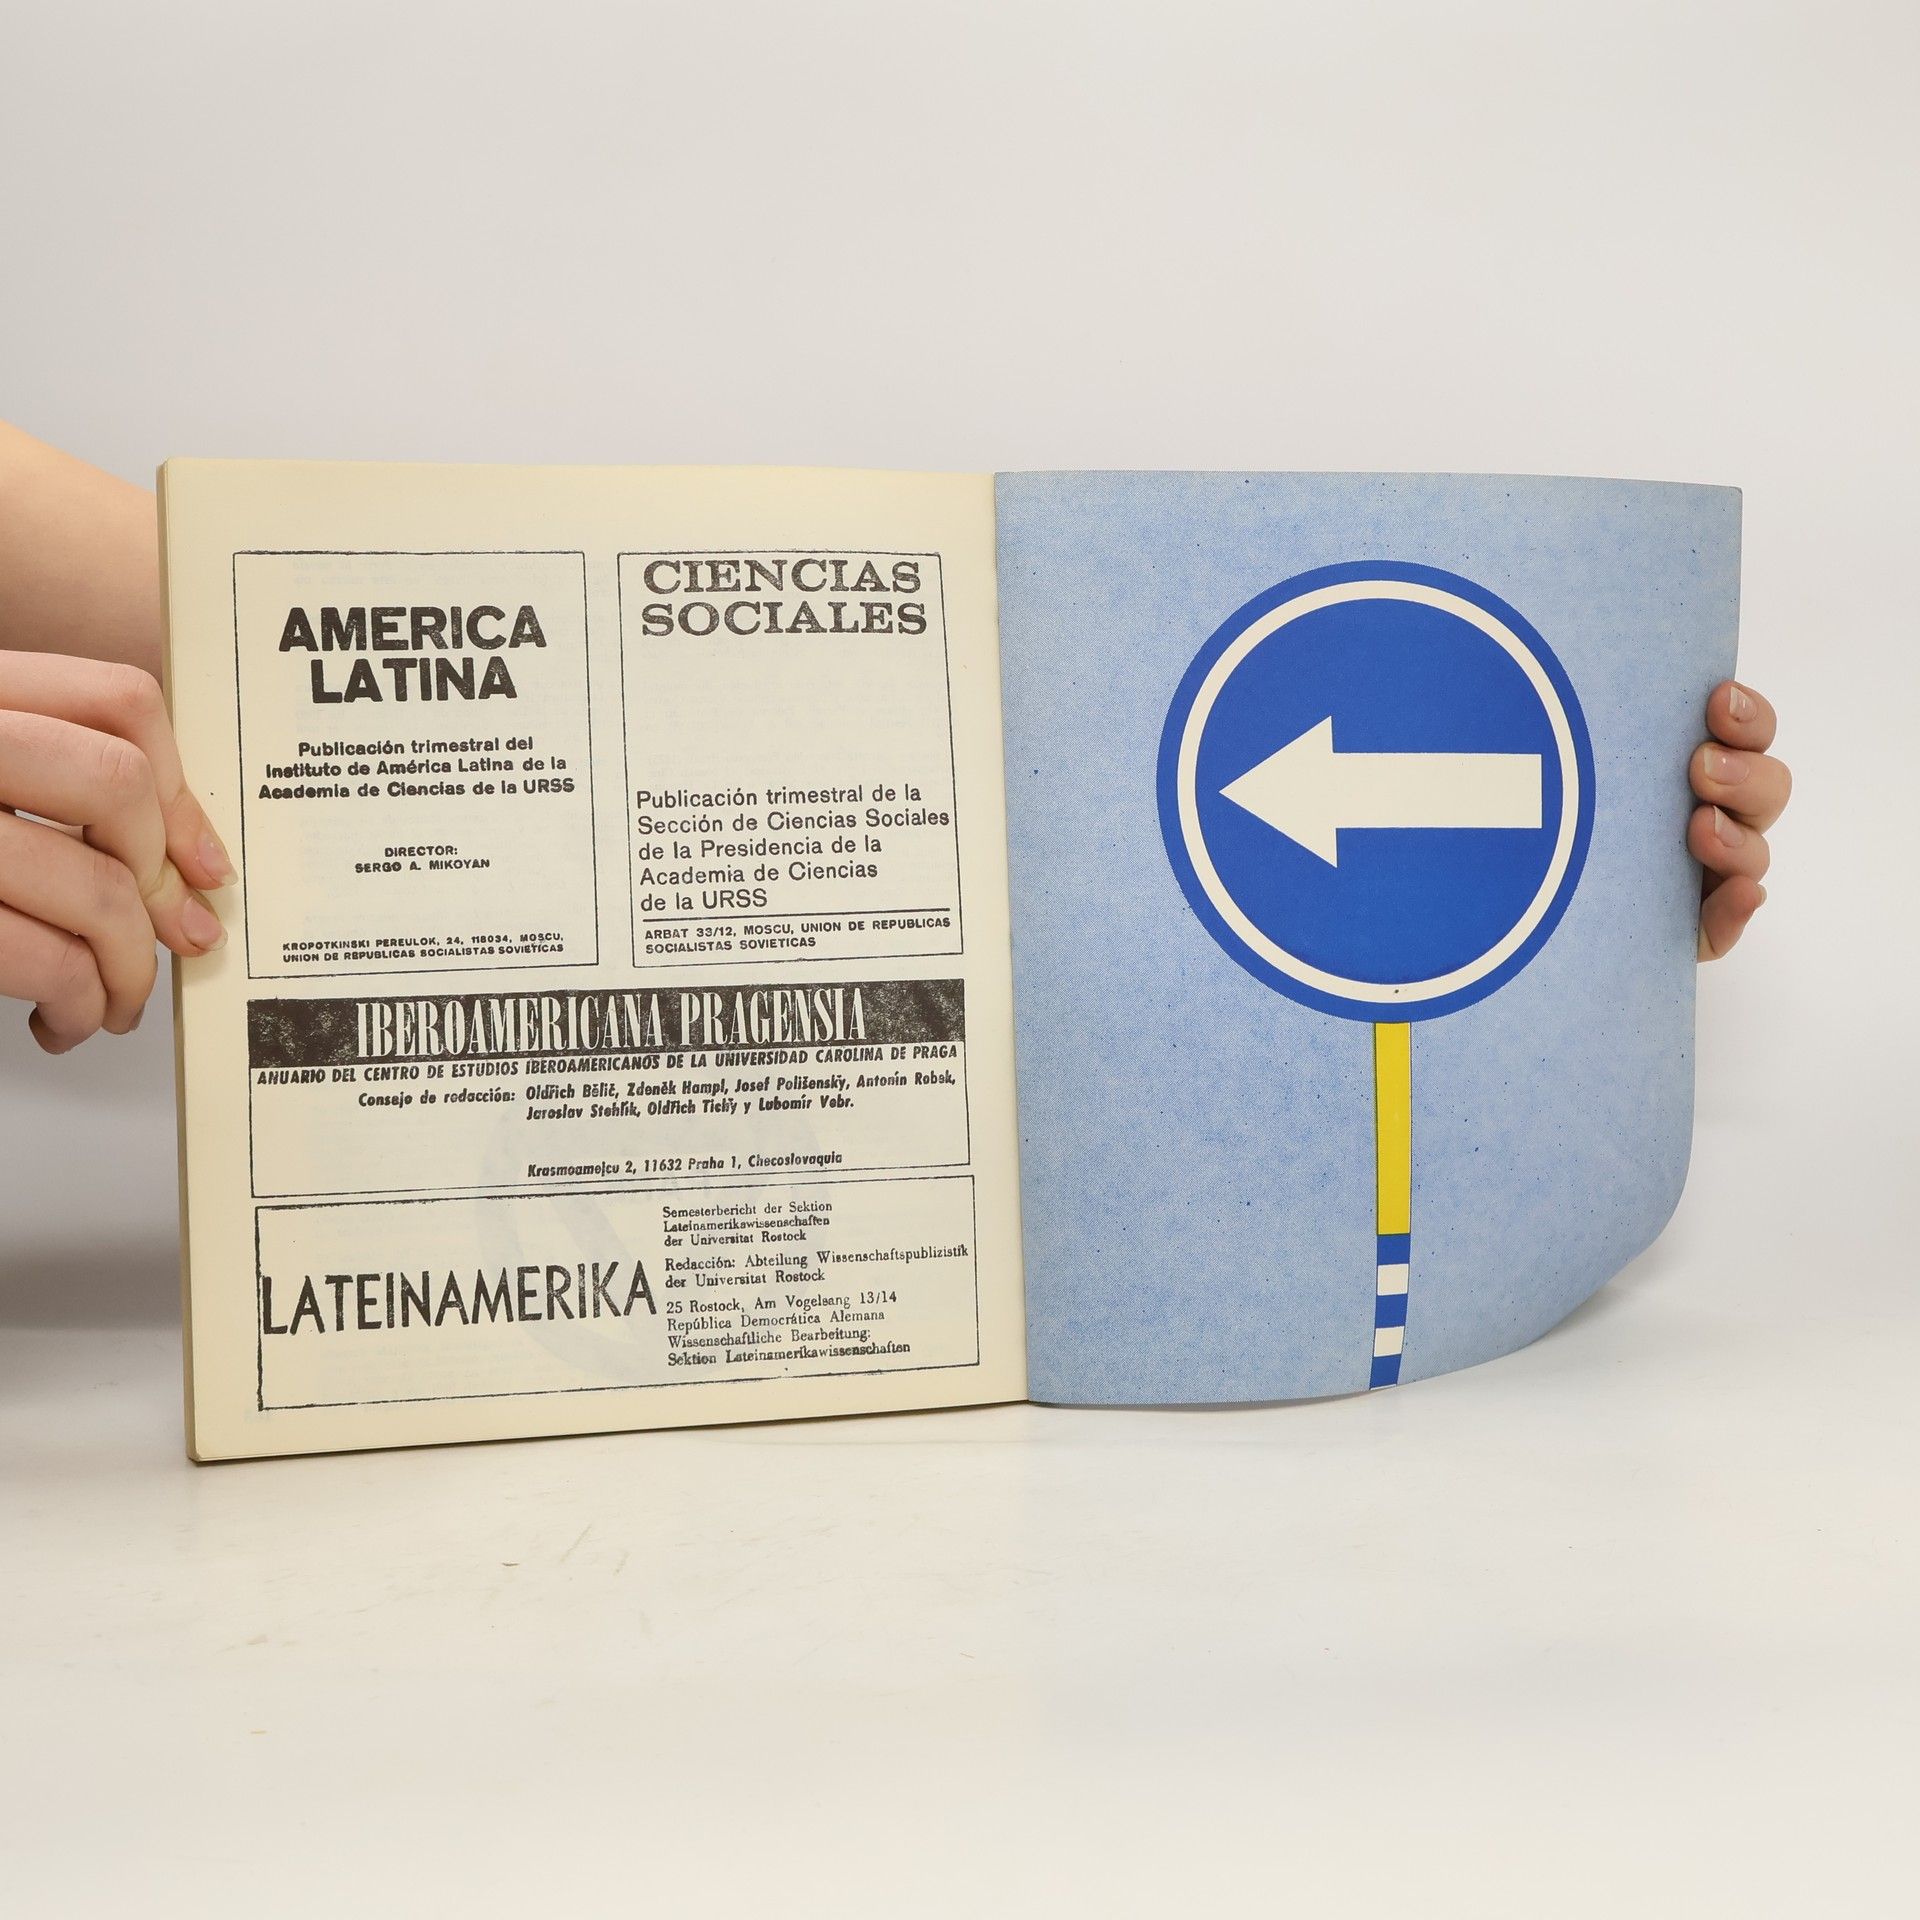 AMERICA
LATINA
Publicación trimestral del
Instituto de América Latina de la
Academia de Ciencias de la URSS
DIRECTOR:
SERGO A. MIKOYAN
KROPOTKINSKI PEREULOK, 24, 118034, MOSCU,
UNION DE REPUBLICAS SOCIALISTAS SOVIETICAS
CIENCIAS
SOCIALES
Publicación trimestral de la
Sección de Ciencias Sociales
de la Presidencia de la
Academia de Ciencias
de la URSS
ARBAT 33/12, MOSCU, UNION DE REPUBLICAS
SOCIALISTAS SOVIETICAS
IBEROAMERICANA PRAGENSIA
ANUARIO DEL CENTRO DE ESTUDIOS IBEROAMERICANOS DE LA UNIVERSIDAD CAROLINA DE PRAGA
Consejo de redacción: Oldřich Bělič, Zdeněk Hampl, Josef Polišenský, Antonín Robek,
Jaroslav Stehlík, Oldřich Tichý y Lubomír Vebr.
Krasmoamejcu 2, 11632 Praha 1, Checoslovaquia
LATEINAMERIKA
Semesterbericht der Sektion
Lateinamerikawissenschaften
der Universitat Rostock
Redacción: Abteilung Wissenschaftspublizistik
der Universitat Rostock
25 Rostock, Am Vogelsang 13/14
República Democrática Alemana
Wissenschaftliche Bearbeitung:
Sektion Lateinamerikawissenschaften